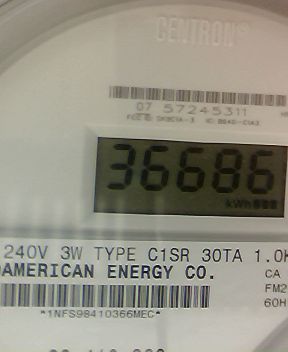 CENTRON®
07 57245311
36686
kWh
240V 3W TYPE C1SR 30TA 1.0K
AMERICAN ENERGY CO.
CA
FM2
60H
*1NFS98410366MEC*